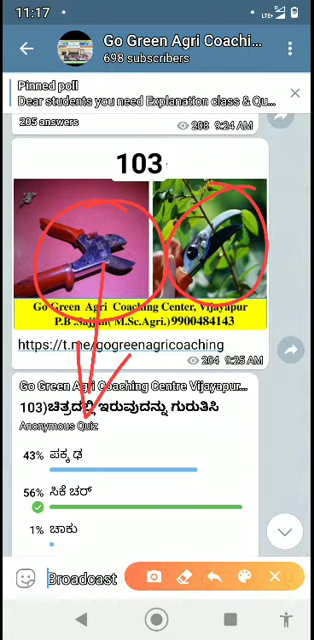 11:17
LTE
Go Green Agri Coachi...
698 subscribers
Pinned poll
Dear students you need Explanation class & Qu...
205 answers
208 9:24 AM
103
Go Green Agri Coaching Center, Vijayapur
P.B .Sajjan( M.Sc.Agri.) 9900484143
https://t.me/gogreenagricoaching
204 9:25 AM
Go Green Agri Coaching Centre Vijayapur...
103)ಚಿತ್ರದಲ್ಲಿ ಇರುವುದನ್ನು ಗುರುತಿಸಿ
Anonymous Quiz
43% ಪಕ್ಕ ಢ
56% ಸಿಕೆ ಚರ್
1% ಚಾಕು
Broadcast